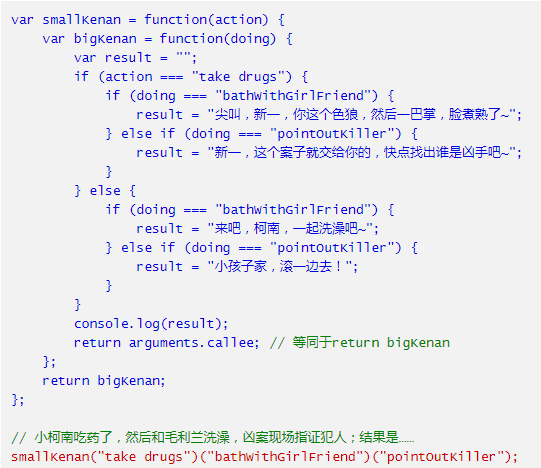 var smallKenan = function(action) {
    var bigKenan = function(doing) {
        var result = "";
        if (action === "take drugs") {
            if (doing === "bathWithGirlFriend") {
                result = "尖叫，新一，你这个色狼，然后一巴掌，脸煮熟了~";
            } else if (doing === "pointOutKiller") {
                result = "新一，这个案子就交给你的，快点找出谁是凶手吧~";
            }
        } else {
            if (doing === "bathWithGirlFriend") {
                result = "来吧，柯南，一起洗澡吧~";
            } else if (doing === "pointOutKiller") {
                result = "小孩子家，滚一边去！";
            }
        }
        console.log(result);
        return arguments.callee; // 等同于return bigKenan
    };
    return bigKenan;
};
// 小柯南吃药了，然后和毛利兰洗澡，凶案现场指证犯人；结果是……
smallKenan("take drugs")("bathWithGirlFriend")("pointOutKiller");